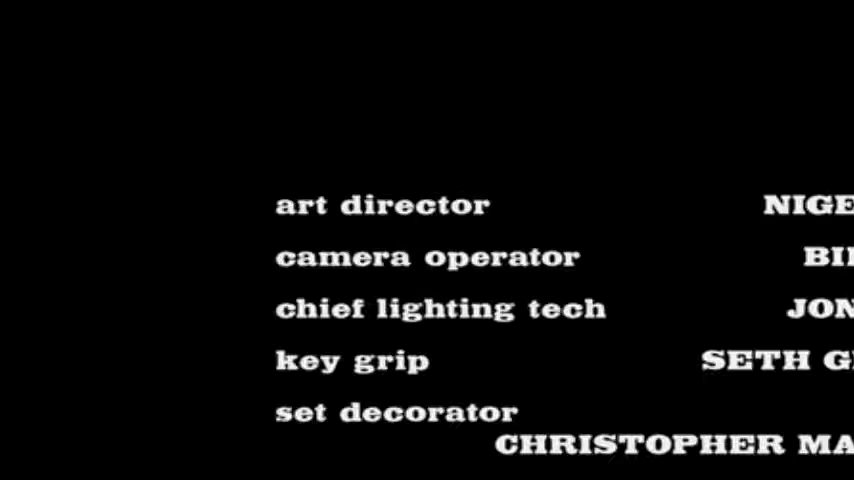 art director NIGE
camera operator BI
chief lighting tech JON
key grip SETH G
set decorator
CHRISTOPHER MA